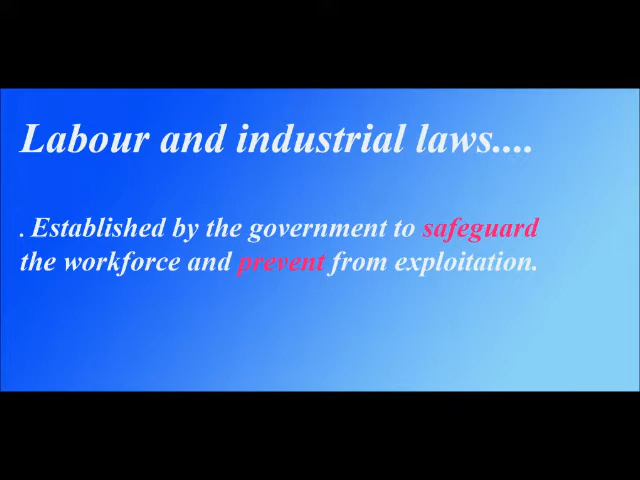 Labour and industrial laws....
. Established by the government to safeguard
the workforce and prevent from exploitation.